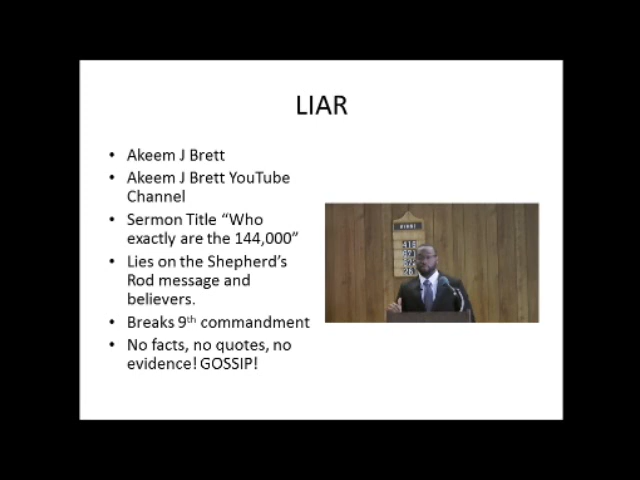 LIAR
• Akeem J Brett
• Akeem J Brett YouTube
Channel
• Sermon Title “Who
exactly are the 144,000”
• Lies on the Shepherd’s
Rod message and
believers.
• Breaks 9th commandment
• No facts, no quotes, no
evidence! GOSSIP!